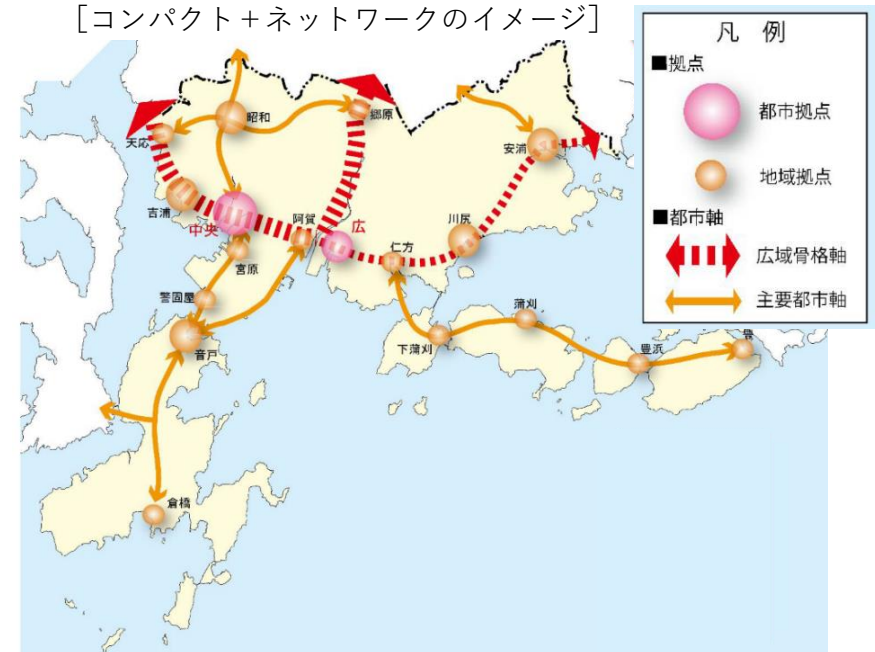 [コンパクト+ネットワークのイメージ]
凡 例
■拠点
都市拠点
地域拠点
■都市軸
広域骨格軸
主要都市軸
昭和
郷原
天応
安浦
吉浦
中央
阿賀
広
川尻
仁方
宮原
警固屋
音戸
蒲刈
下蒲刈
豊浜
倉橋